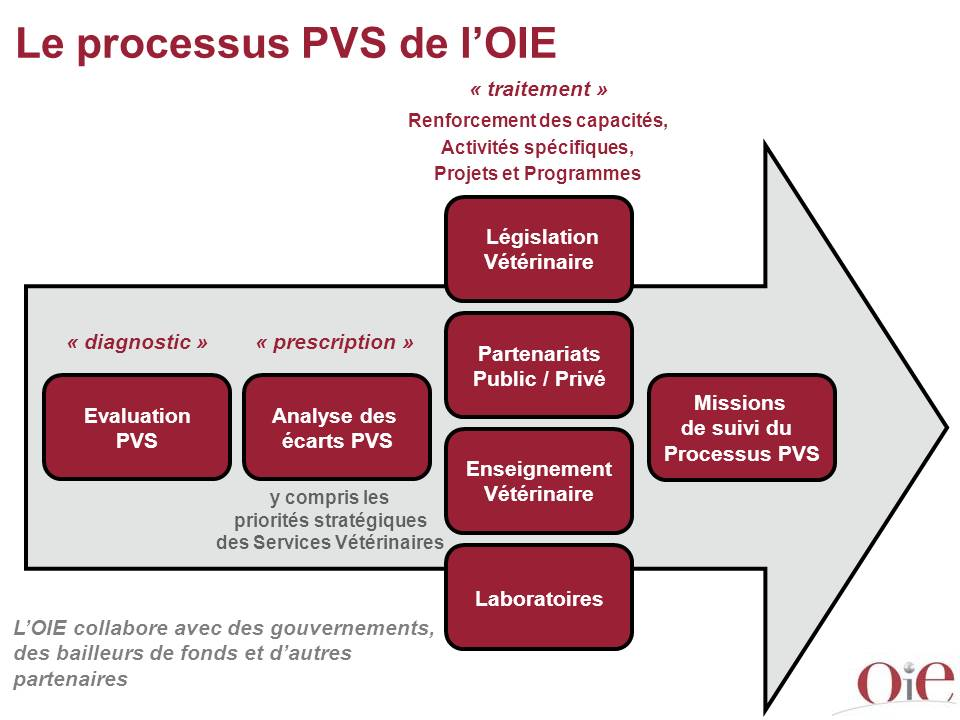 Le processus PVS de l’OIE
« traitement »
Renforcement des capacités,
Activités spécifiques,
Projets et Programmes
« diagnostic »
Evaluation
PVS
« prescription »
Analyse des
écarts PVS
y compris les
priorités stratégiques
des Services Vétérinaires
Législation
Vétérinaire
Partenariats
Public / Privé
Enseignement
Vétérinaire
Laboratoires
Missions
de suivi du
Processus PVS
L’OIE collabore avec des gouvernements,
des bailleurs de fonds et d’autres
partenaires
Oie